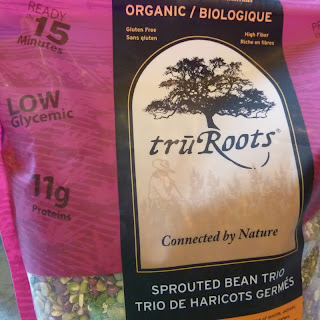 READY
in 15
Minutes
LOW
Glycemic
11g
Proteins
ORGANIC / BIOLOGIQUE
Gluten Free
Sans gluten
High Fiber
Riche en fibres
trūRoots®
Connected by Nature
SPROUTED BEAN TRIO
TRIO DE HARICOTS GERMÉS